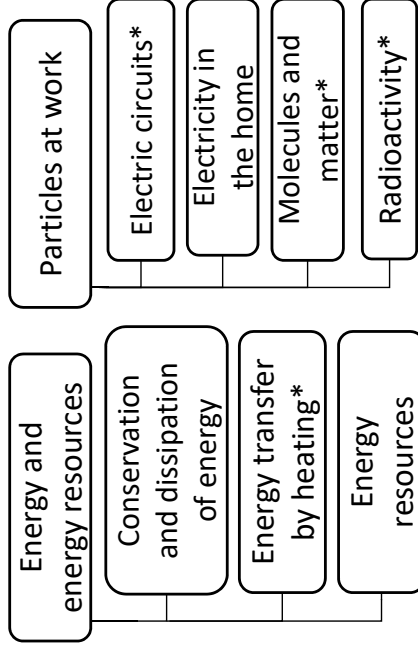 Energy and
energy resources
Conservation
and dissipation
of energy
Energy transfer
by heating*
Energy
resources
Particles at work
Electric circuits*
Electricity in
the home
Molecules and
matter*
Radioactivity*